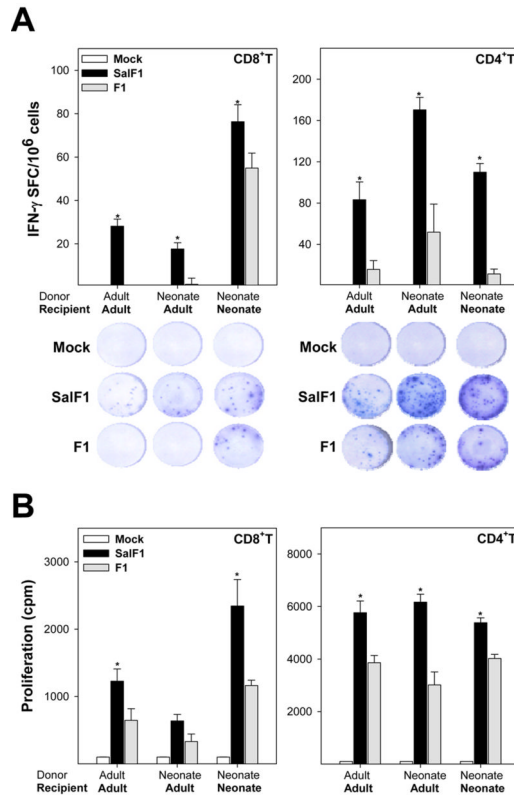 A
Mock
SalF1
F1
CD8+T
CD4+T
IFN-γ SFC/10⁶ cells
100
80
60
40
20
200
160
120
80
40
Donor Adult Neonate Neonate Adult Neonate Neonate
Recipient Adult Adult Neonate Adult Adult Neonate
Mock Mock
SalF1 SalF1
F1 F1
B
Mock
SalF1
F1
CD8+T
CD4+T
Proliferation (cpm)
3000
2000
1000
8000
6000
4000
2000
Donor Adult Neonate Neonate Adult Neonate Neonate
Recipient Adult Adult Neonate Adult Adult Neonate